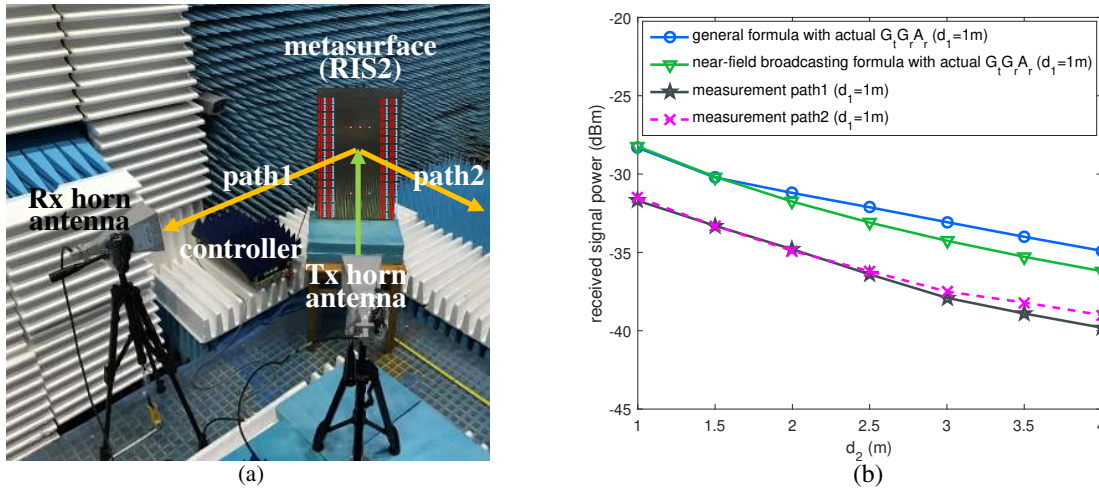 metasurface
(RIS2)
path1
path2
Rx horn
antenna
controller
Tx horn
antenna
(a)
received signal power (dBm)
-20
-25
-30
-35
-40
-45
general formula with actual GtGrAr (d1=1m)
near-field broadcasting formula with actual GtGrAr (d1=1m)
measurement path1 (d1=1m)
measurement path2 (d1=1m)
1
1.5
2
2.5
3
3.5
4
d2 (m)
(b)